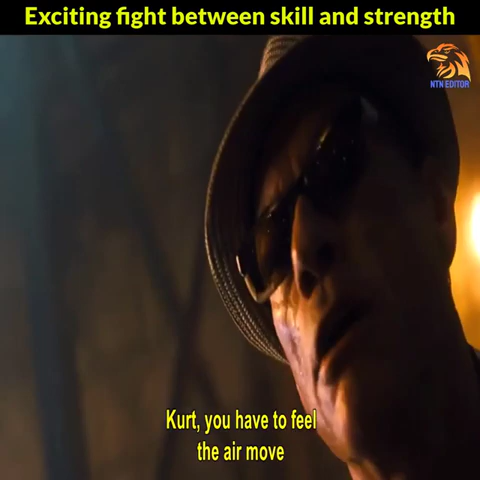 Exciting fight between skill and strength
NTN EDITOR
Kurt, you have to feel
the air move